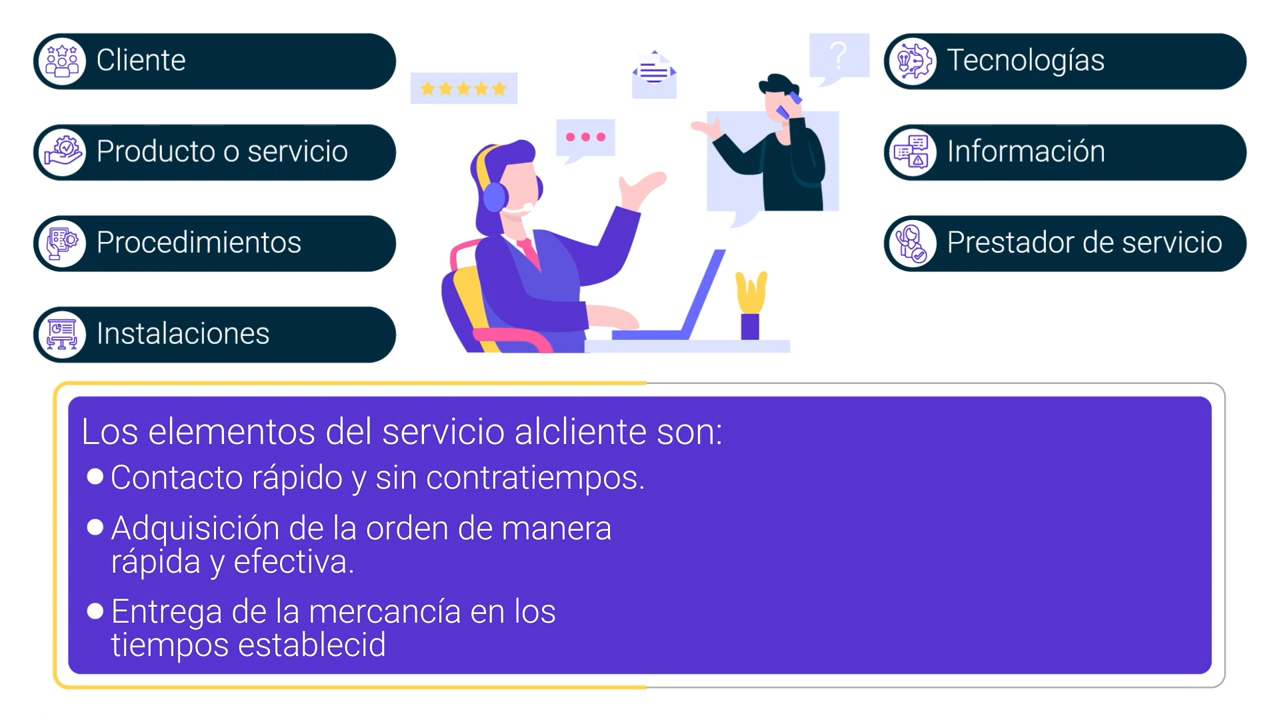 Cliente
Producto o servicio
Procedimientos
Instalaciones
?
Tecnologías
Información
Prestador de servicio
Los elementos del servicio alcliente son:
Contacto rápido y sin contratiempos.
Adquisición de la orden de manera
rápida y efectiva.
Entrega de la mercancía en los
tiempos establecid